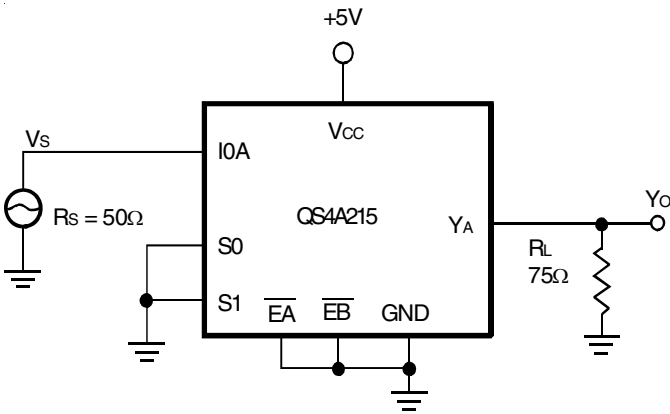 +5V
VCC
VS
I0A
RS = 50Ω
QS4A215
S0
S1
EA
EB
GND
YA
YO
RL
75Ω